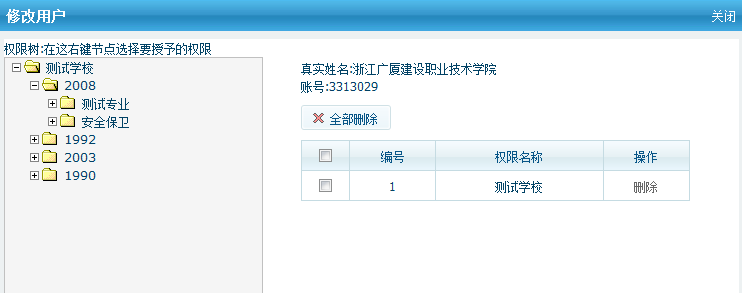 修改用户
关闭
权限树:在这右键节点选择要授予的权限
测试学校
2008
测试专业
安全保卫
1992
2003
1990
真实姓名:浙江广厦建设职业技术学院
账号:3313029
全部删除
编号 权限名称 操作
1 测试学校 删除